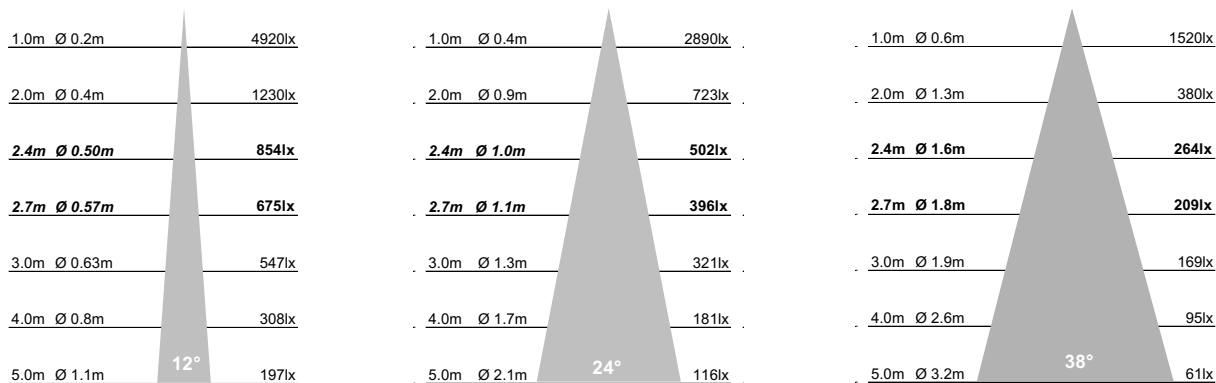 1.0m Ø 0.2m 4920lx
2.0m Ø 0.4m 1230lx
2.4m Ø 0.50m 854lx
2.7m Ø 0.57m 675lx
3.0m Ø 0.63m 547lx
4.0m Ø 0.8m 308lx
12°
5.0m Ø 1.1m 197lx
1.0m Ø 0.4m 2890lx
2.0m Ø 0.9m 723lx
2.4m Ø 1.0m 502lx
2.7m Ø 1.1m 396lx
3.0m Ø 1.3m 321lx
4.0m Ø 1.7m 181lx
24°
5.0m Ø 2.1m 116lx
1.0m Ø 0.6m 1520lx
2.0m Ø 1.3m 380lx
2.4m Ø 1.6m 264lx
2.7m Ø 1.8m 209lx
3.0m Ø 1.9m 169lx
4.0m Ø 2.6m 95lx
38°
5.0m Ø 3.2m 61lx